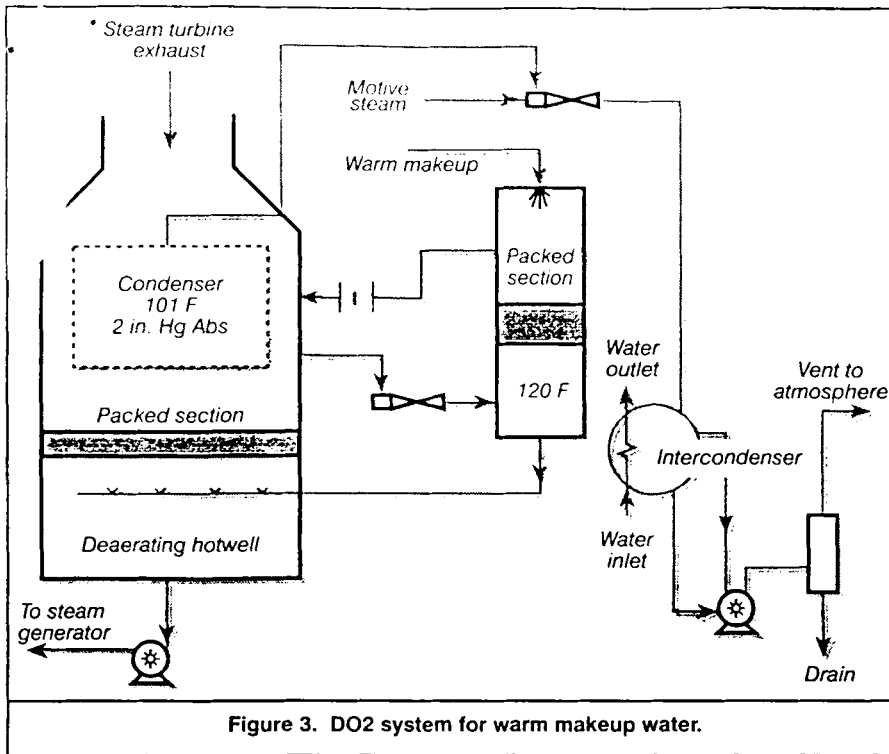 Steam turbine
exhaust
Motive
steam
Warm makeup
Packed
section
Condenser
101 F
2 in. Hg Abs
Water
outlet
Vent to
atmosphere
120 F
Packed section
Intercondenser
Deaerating hotwell
Water
inlet
To steam
generator
Drain
Figure 3. DO2 system for warm makeup water.